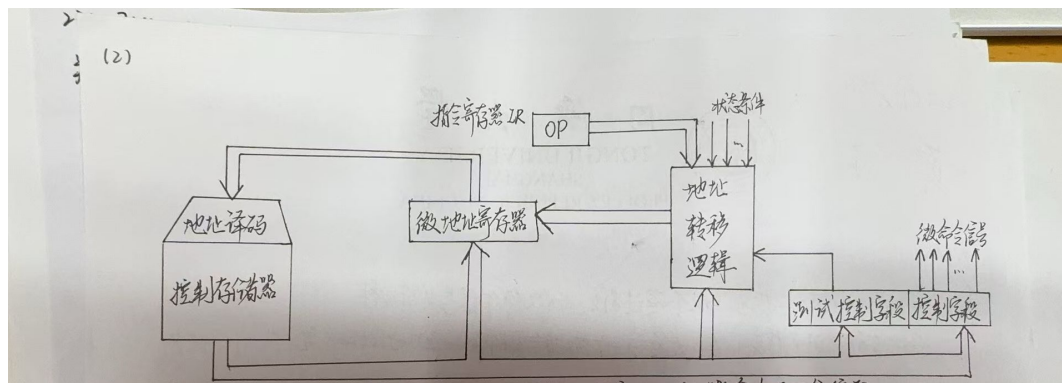 (2)
指令寄存器IR
OP
状态条件
...
地址
转移
逻辑
微地址寄存器
地址译码
控制存储器
微命令信号
...
测试控制字段
控制字段
TONGJI UNIVERSITY